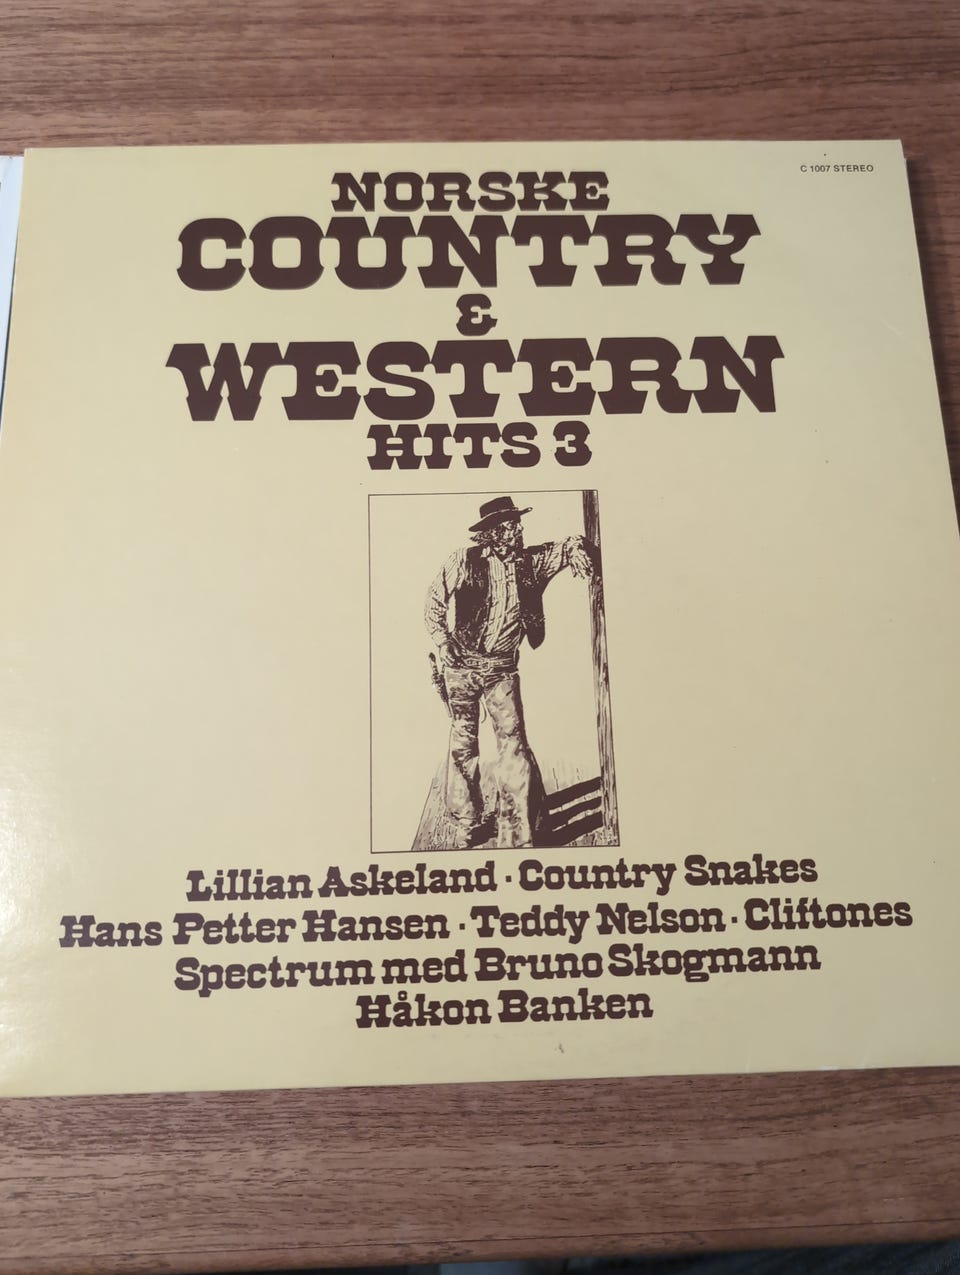 C 1007 STEREO
NORSKE
COUNTRY
&
WESTERN
HITS 3
Lillian Askeland · Country Snakes
Hans Petter Hansen · Teddy Nelson · Cliftones
Spectrum med Bruno Skogmann
Håkon Banken